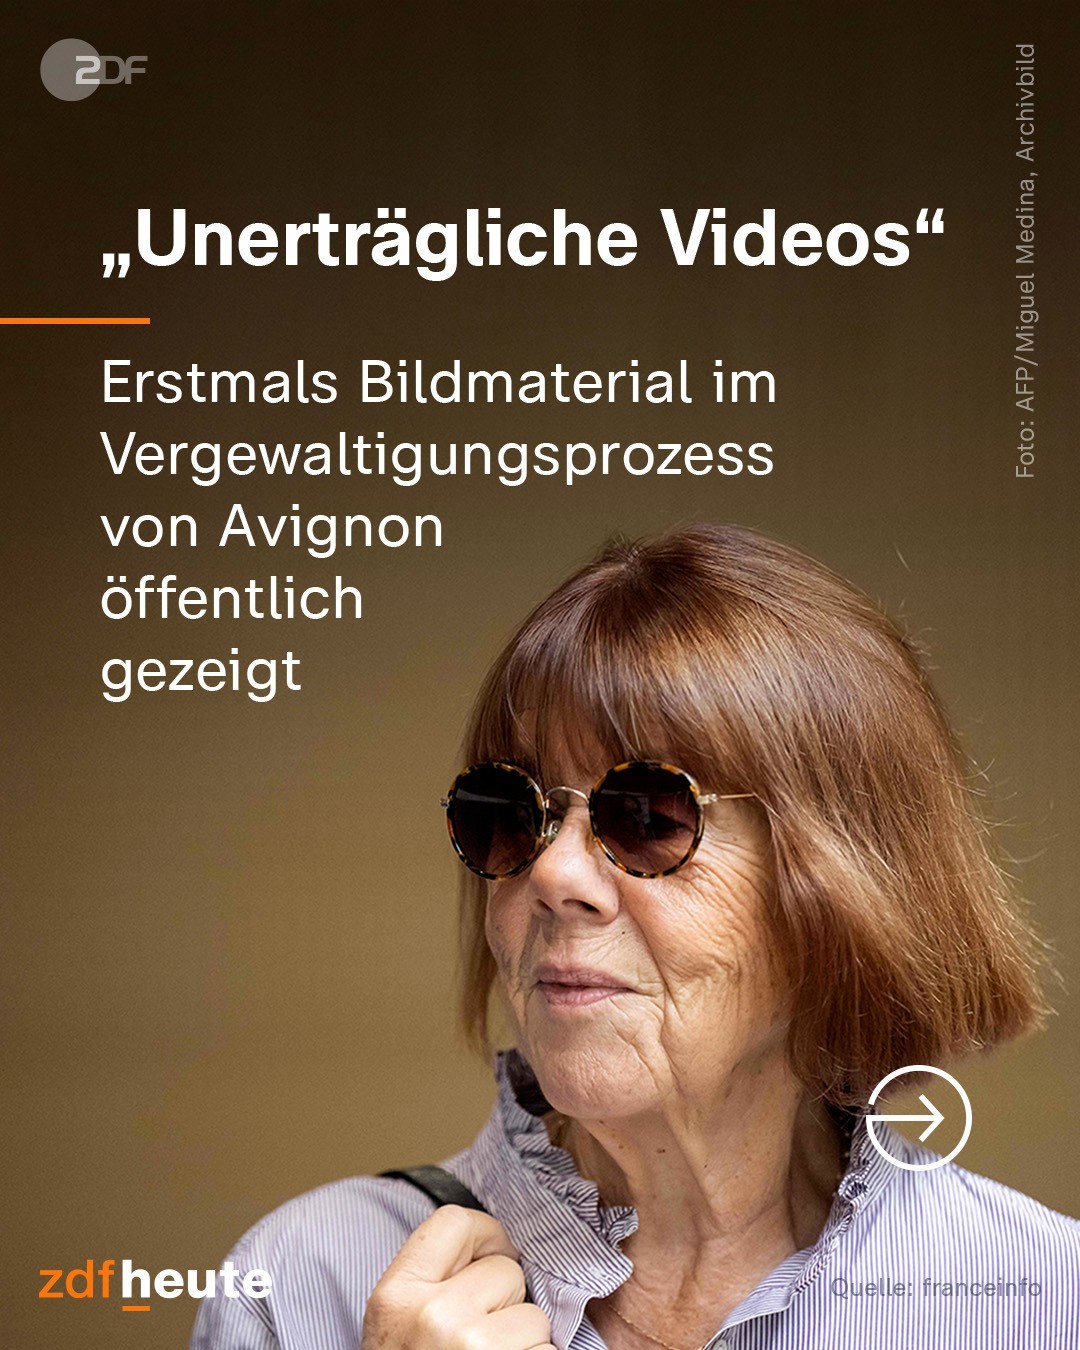 ZDF
Foto: AFP/Miguel Medina, Archivbild
„Unerträgliche Videos“
Erstmals Bildmaterial im
Vergewaltigungsprozess
von Avignon
öffentlich
gezeigt
zdfheute
Quelle: franceinfo